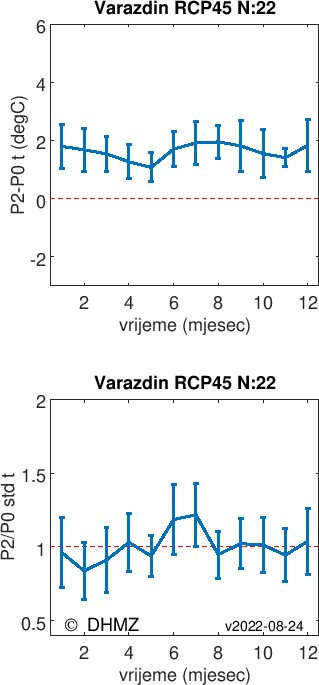 Varazdin RCP45 N:22
6
4
2
0
-2
P2-P0 t (degC)
2 4 6 8 10 12
vrijeme (mjesec)
Varazdin RCP45 N:22
2
1.5
1
0.5
P2/P0 std t
© DHMZ v2022-08-24
2 4 6 8 10 12
vrijeme (mjesec)